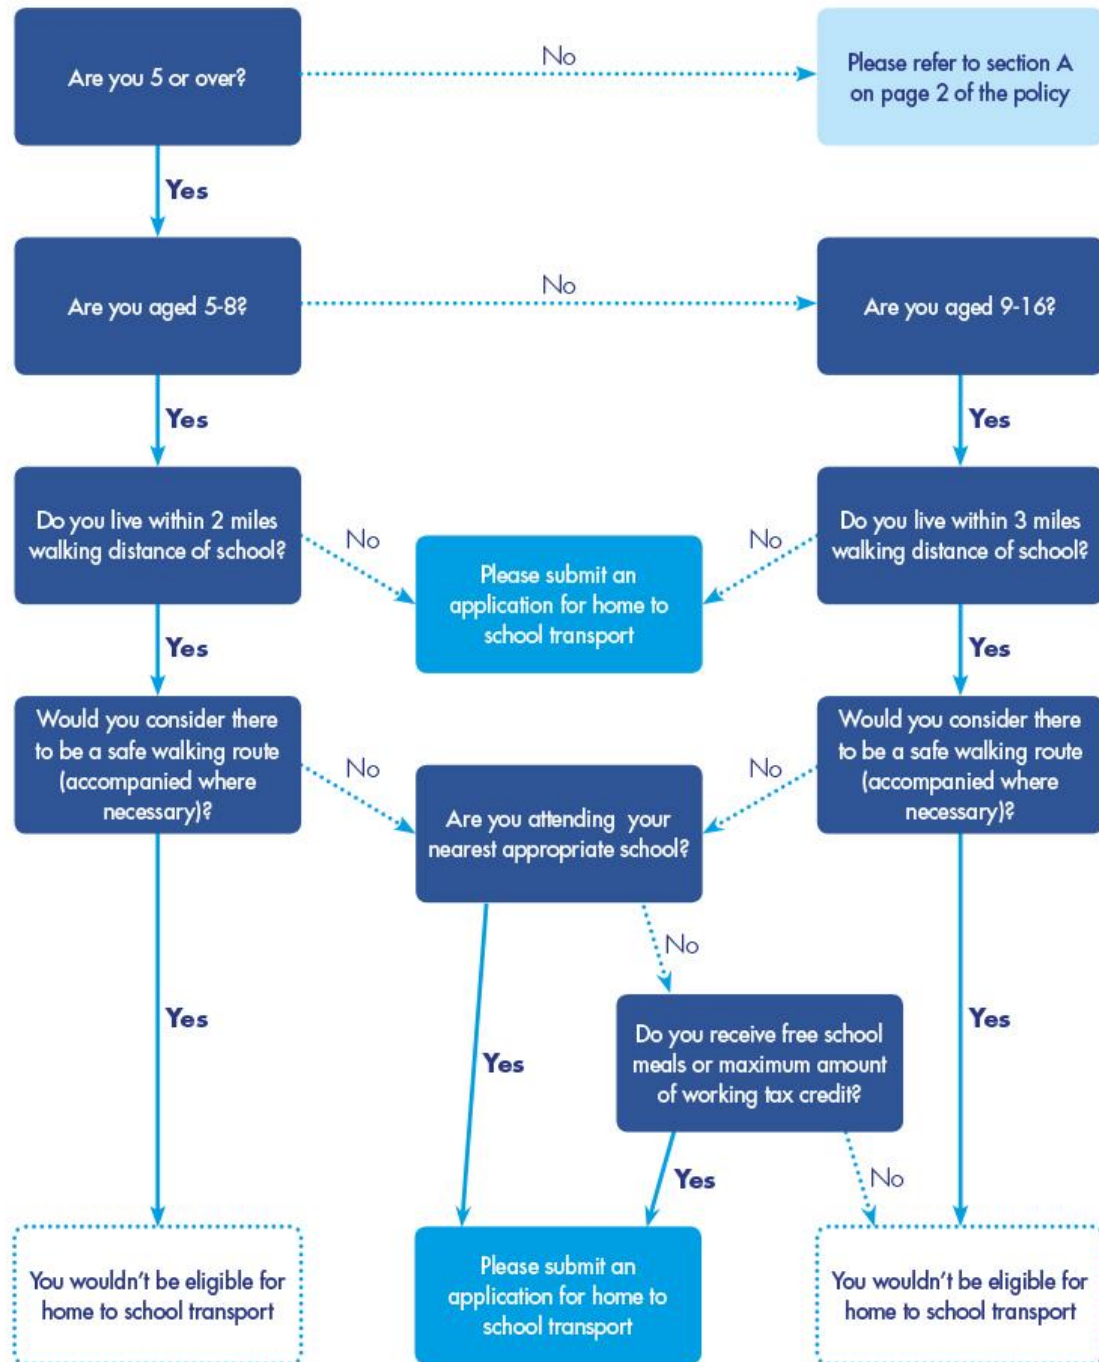 Are you 5 or over?
No
Please refer to section A
on page 2 of the policy
Yes
Are you aged 5-8?
No
Are you aged 9-16?
Yes
Yes
Do you live within 2 miles
walking distance of school?
No
Please submit an
application for home to
school transport
No
Do you live within 3 miles
walking distance of school?
Yes
Yes
Would you consider there
to be a safe walking route
(accompanied where
necessary)?
No
Are you attending your
nearest appropriate school?
No
Would you consider there
to be a safe walking route
(accompanied where
necessary)?
No
Yes
Yes
Do you receive free school
meals or maximum amount
of working tax credit?
Yes
Yes
No
You wouldn't be eligible for
home to school transport
Please submit an
application for home to
school transport
You wouldn't be eligible for
home to school transport